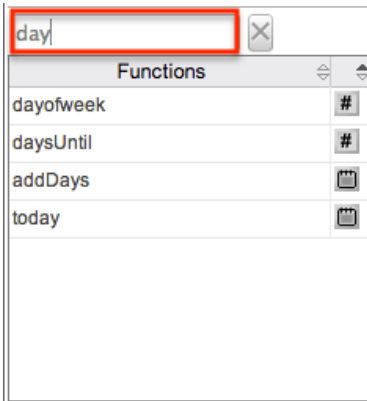 day
Functions
dayofweek #
daysUntil #
addDays
today